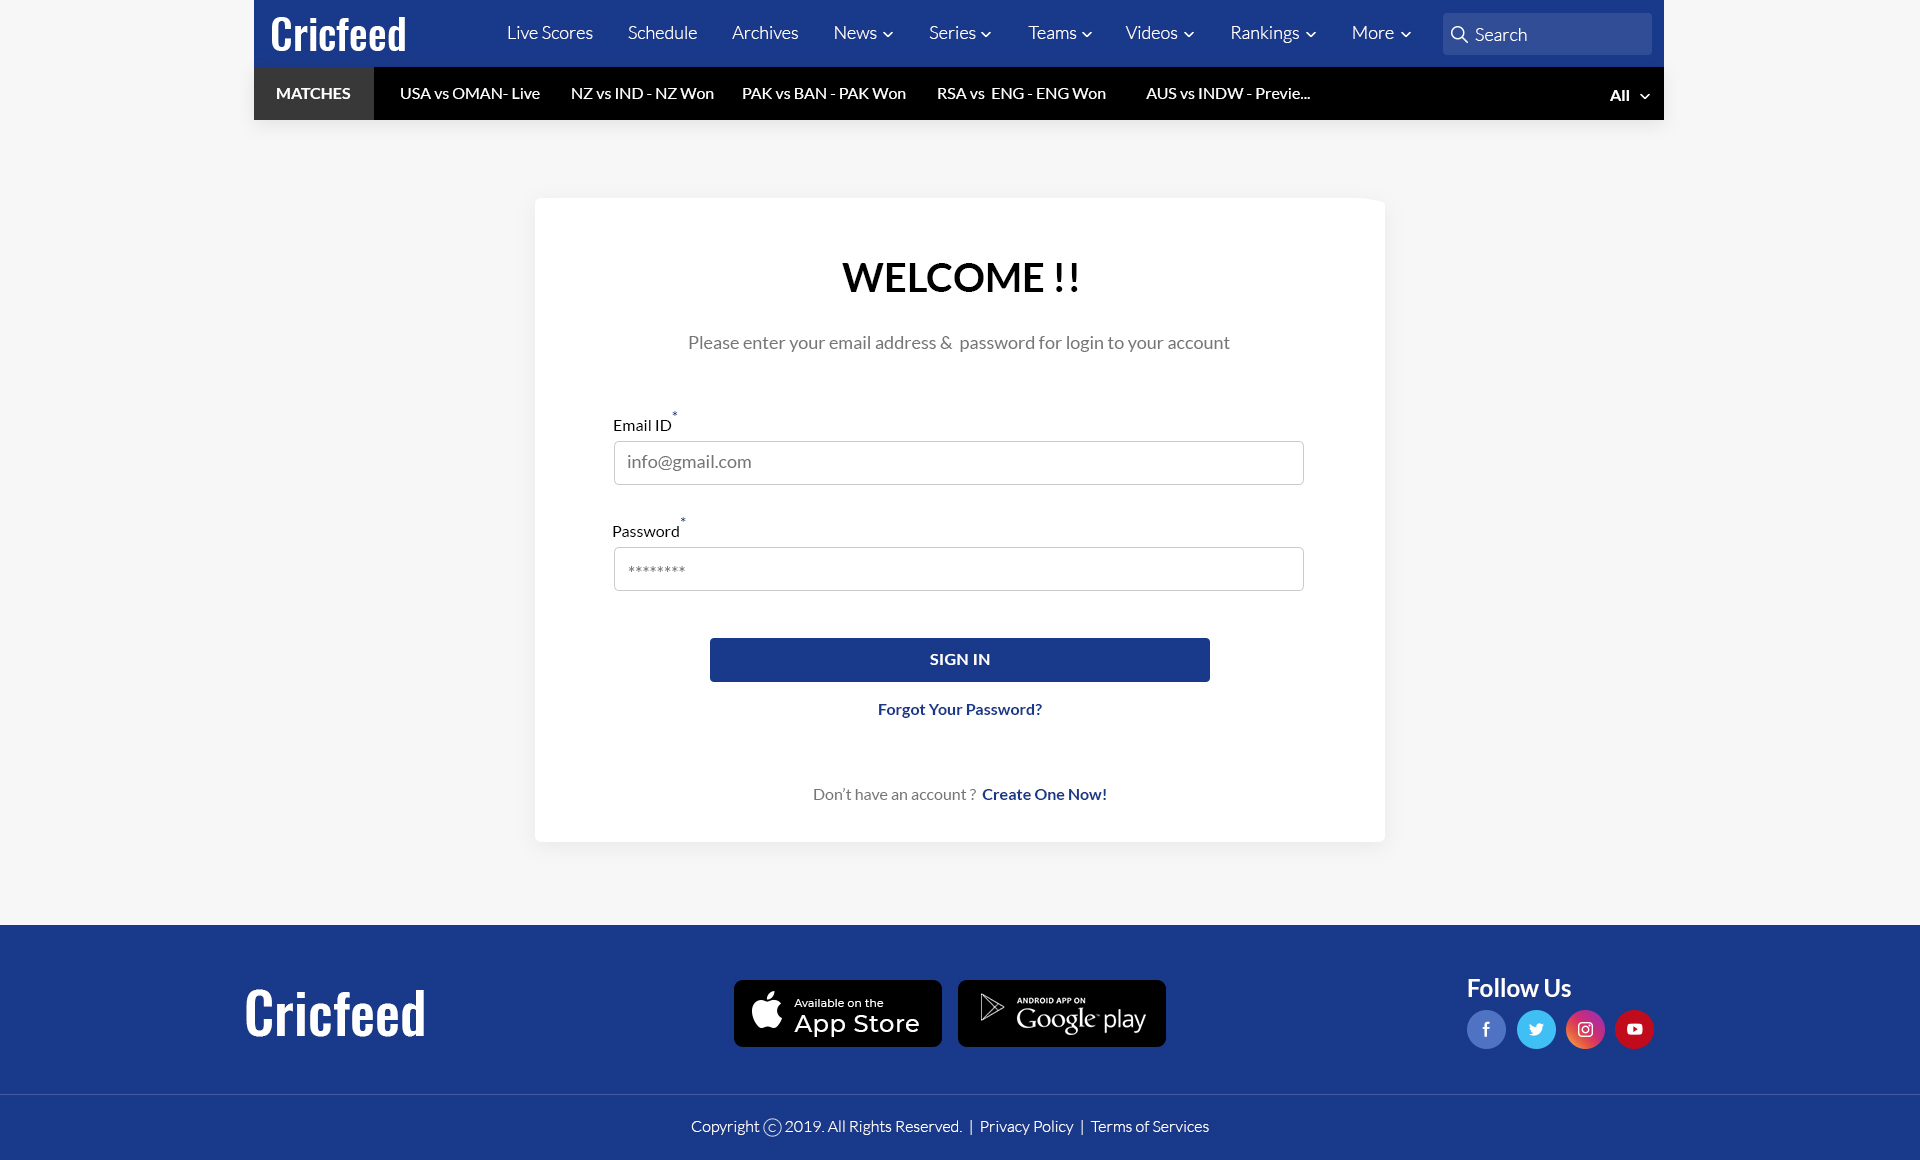 Cricfeed Live Scores Schedule Archives News Series Teams Videos Rankings More Search
MATCHES USA vs OMAN- Live NZ vs IND - NZ Won PAK vs BAN - PAK Won RSA vs ENG - ENG Won AUS vs INDW - Previe... All
WELCOME !!
Please enter your email address & password for login to your account
Email ID*
info@gmail.com
Password*
********
SIGN IN
Forgot Your Password?
Don’t have an account ? Create One Now!
Cricfeed
Available on the
App Store
ANDROID APP ON
Google play
Follow Us
Copyright © 2019. All Rights Reserved. | Privacy Policy | Terms of Services